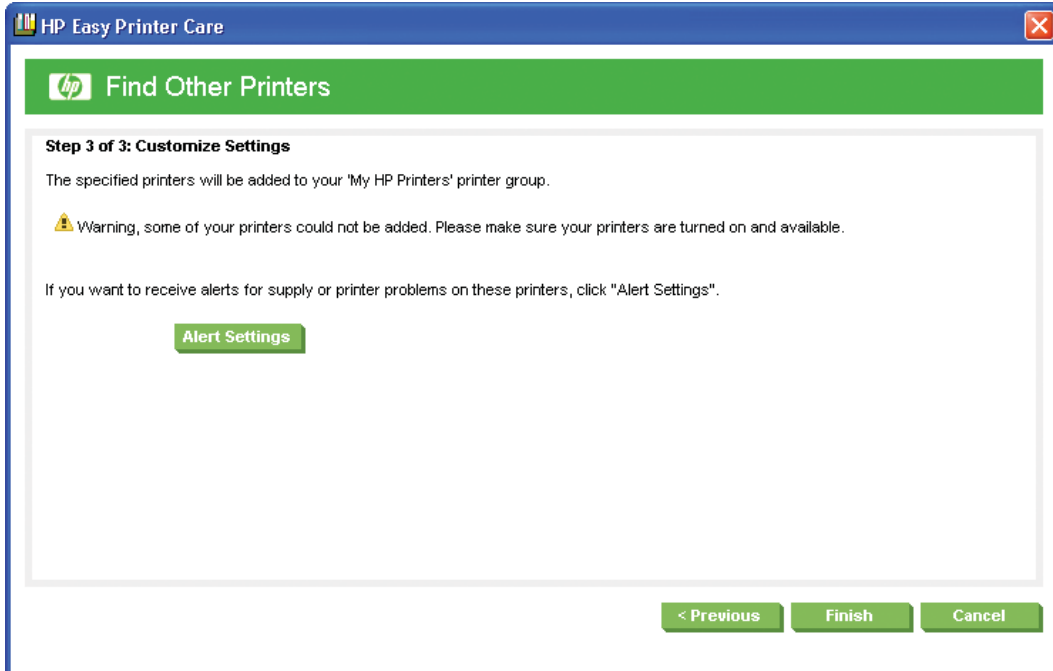 HP Easy Printer Care
hp Find Other Printers
Step 3 of 3: Customize Settings
The specified printers will be added to your 'My HP Printers' printer group.
Warning, some of your printers could not be added. Please make sure your printers are turned on and available.
If you want to receive alerts for supply or printer problems on these printers, click "Alert Settings".
Alert Settings
< Previous Finish Cancel